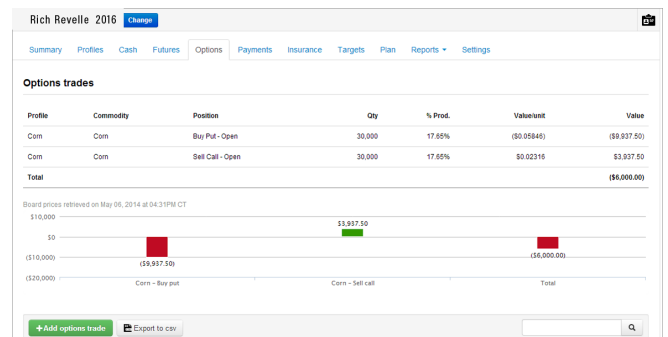 Rich Revelle 2016 Change
Summary Profiles Cash Futures Options Payments Insurance Targets Plan Reports Settings
Options trades
Profile Commodity Position Qty % Prod. Value/unit Value
Corn Corn Buy Put - Open 30,000 17.65% ($0.05846) ($9,937.50)
Corn Corn Sell Call - Open 30,000 17.65% $0.02316 $3,937.50
Total ($6,000.00)
Board prices retrieved on May 06, 2014 at 04:31PM CT
$10,000
$3,937.50
$0
($10,000)
($9,937.50)
($6,000.00)
($20,000)
Corn - Buy put Corn - Sell call Total
+Add options trade Export to csv